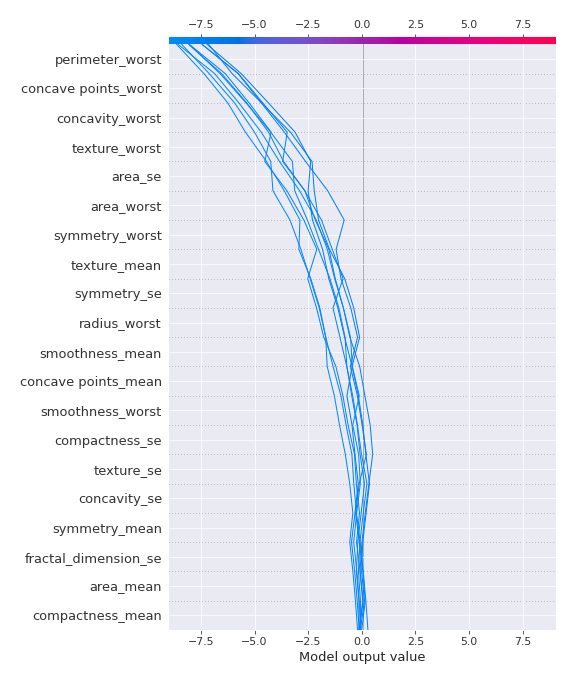 −7.5 −5.0 −2.5 0.0 2.5 5.0 7.5
perimeter_worst
concave points_worst
concavity_worst
texture_worst
area_se
area_worst
symmetry_worst
texture_mean
symmetry_se
radius_worst
smoothness_mean
concave points_mean
smoothness_worst
compactness_se
texture_se
concavity_se
symmetry_mean
fractal_dimension_se
area_mean
compactness_mean
−7.5 −5.0 −2.5 0.0 2.5 5.0 7.5
Model output value